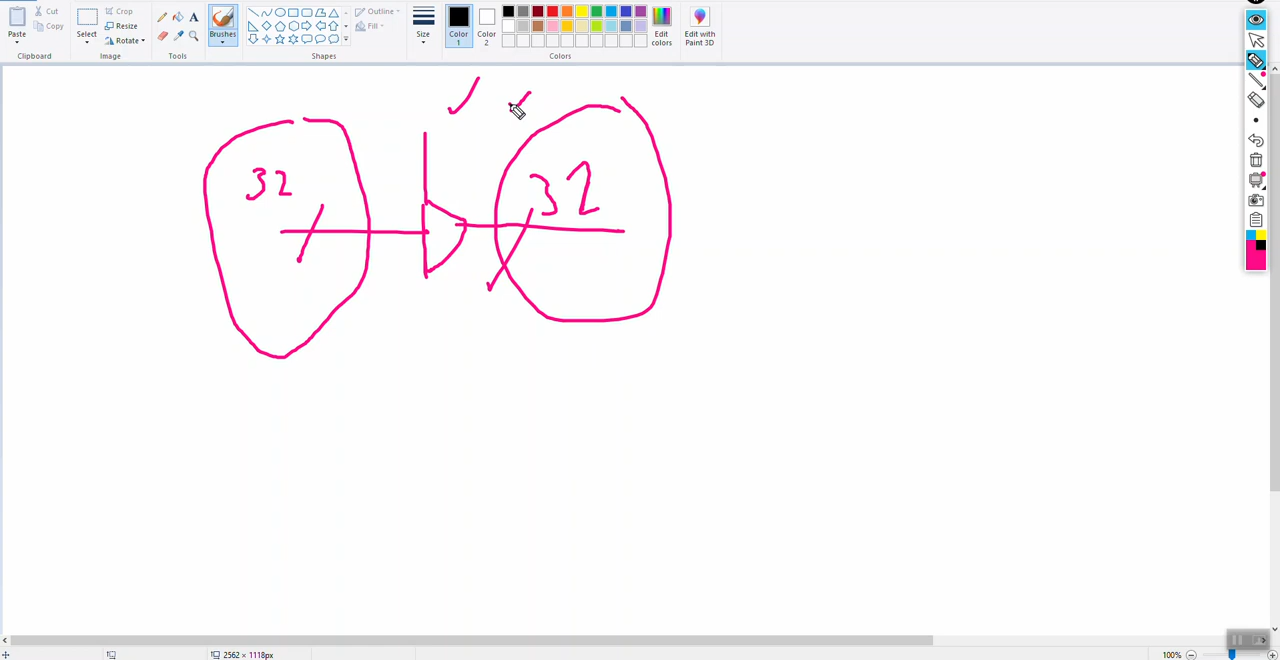 Cut
Copy
Paste
Clipboard
Select
Crop
Resize
Rotate
Image
A
Tools
Brushes
Outline
Fill
Shapes
Size
Color 1
Color 2
Edit colors
Colors
Edit with Paint 3D
32
32
2562 × 1118px
100%